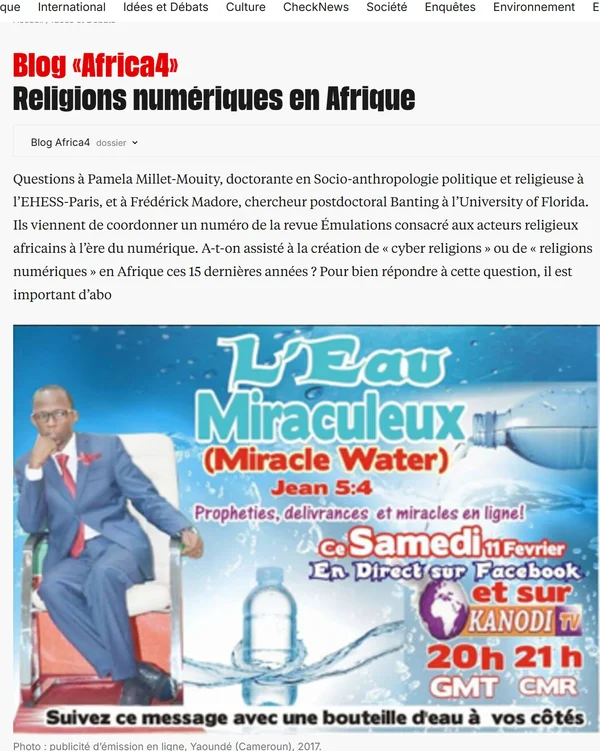 que International Idées et Débats Culture CheckNews Société Enquêtes Environnement E
Blog «Africa4»
Religions numériques en Afrique
Blog Africa4 dossier
Questions à Pamela Millet-Mouity, doctorante en Socio-anthropologie politique et religieuse à
l’EHESS-Paris, et à Frédérick Madore, chercheur postdoctoral Banting à l’University of Florida.
Ils viennent de coordonner un numéro de la revue Émulations consacré aux acteurs religieux
africains à l’ère du numérique. A-t-on assisté à la création de « cyber religions » ou de « religions
numériques » en Afrique ces 15 dernières années ? Pour bien répondre à cette question, il est
important d’abo
L'Eau
Miraculeux
(Miracle Water)
Jean 5:4
Propheties, delivrances et miracles en ligne!
Ce Samedi 11 Fevrier
En Direct sur Facebook
et sur
KANODI TV
20h 21h
GMT CMR
Suivez ce message avec une bouteille d'eau à vos côtés
Photo : publicité d’émission en ligne, Yaoundé (Cameroun), 2017.